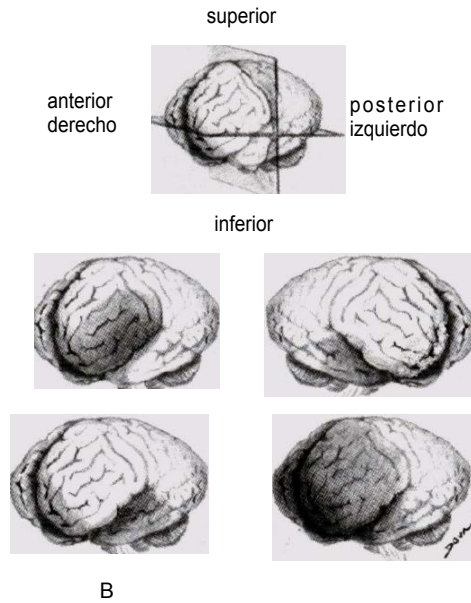 superior
anterior
derecho
posterior
izquierdo
inferior
B